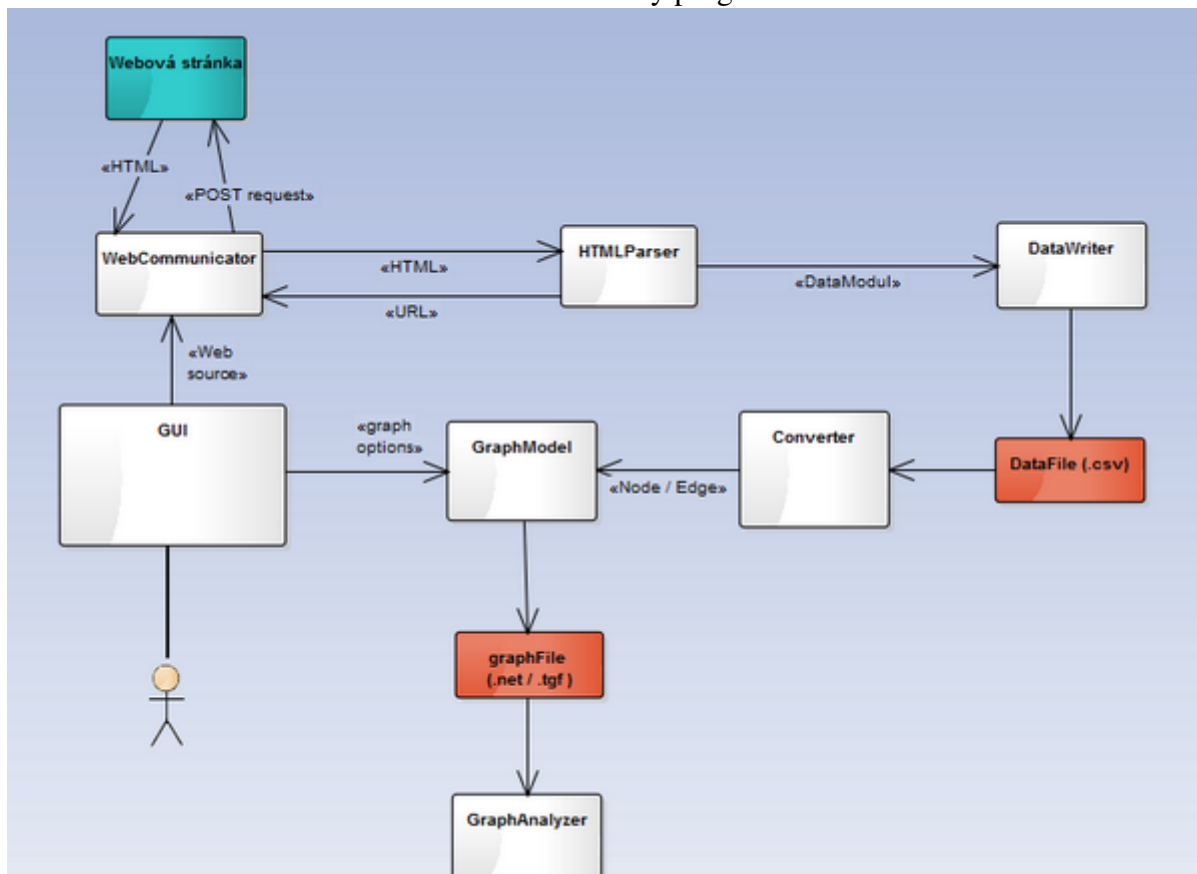 Webová stránka
«HTML»
«POST request»
WebCommunicator
«HTML»
«URL»
HTMLParser
«DataModul»
DataWriter
«Web
source»
GUI
«graph
options»
GraphModel
«Node / Edge»
Converter
DataFile (.csv)
graphFile
(.net / .tgf )
GraphAnalyzer